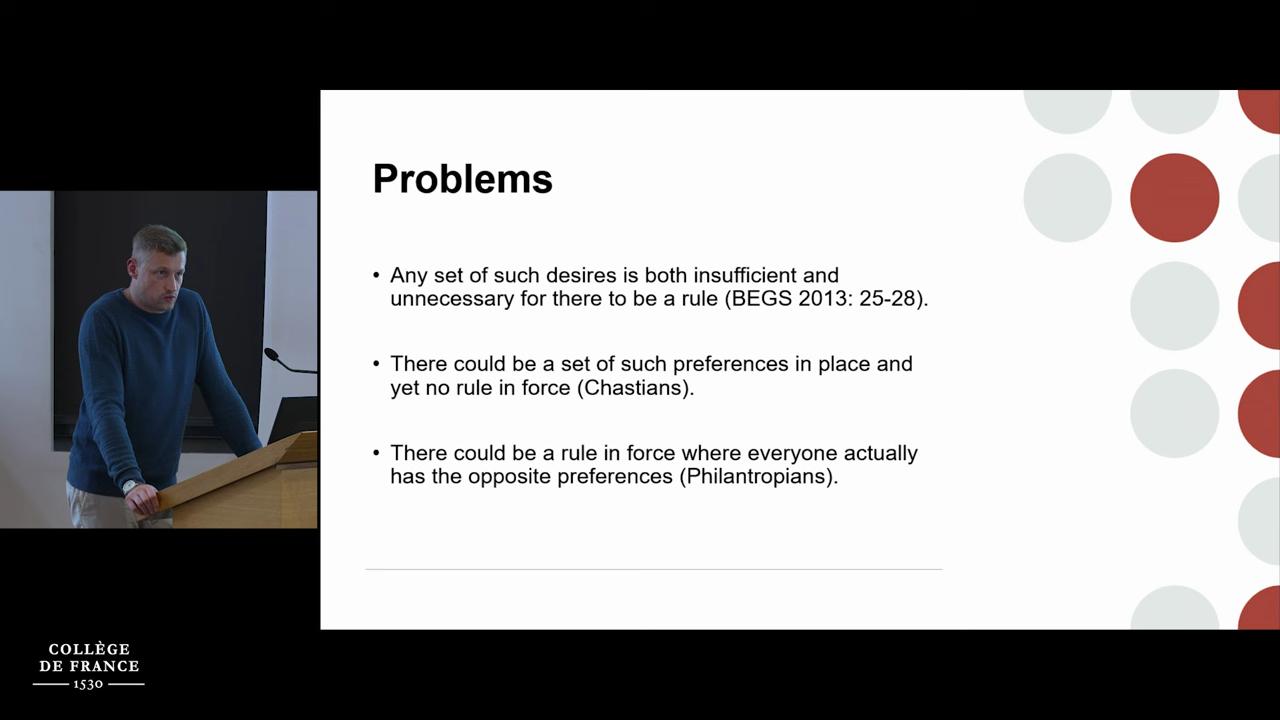 Problems
• Any set of such desires is both insufficient and
unnecessary for there to be a rule (BEGS 2013: 25-28).
• There could be a set of such preferences in place and
yet no rule in force (Chastians).
• There could be a rule in force where everyone actually
has the opposite preferences (Philantropians).
COLLÈGE
DE FRANCE
1530